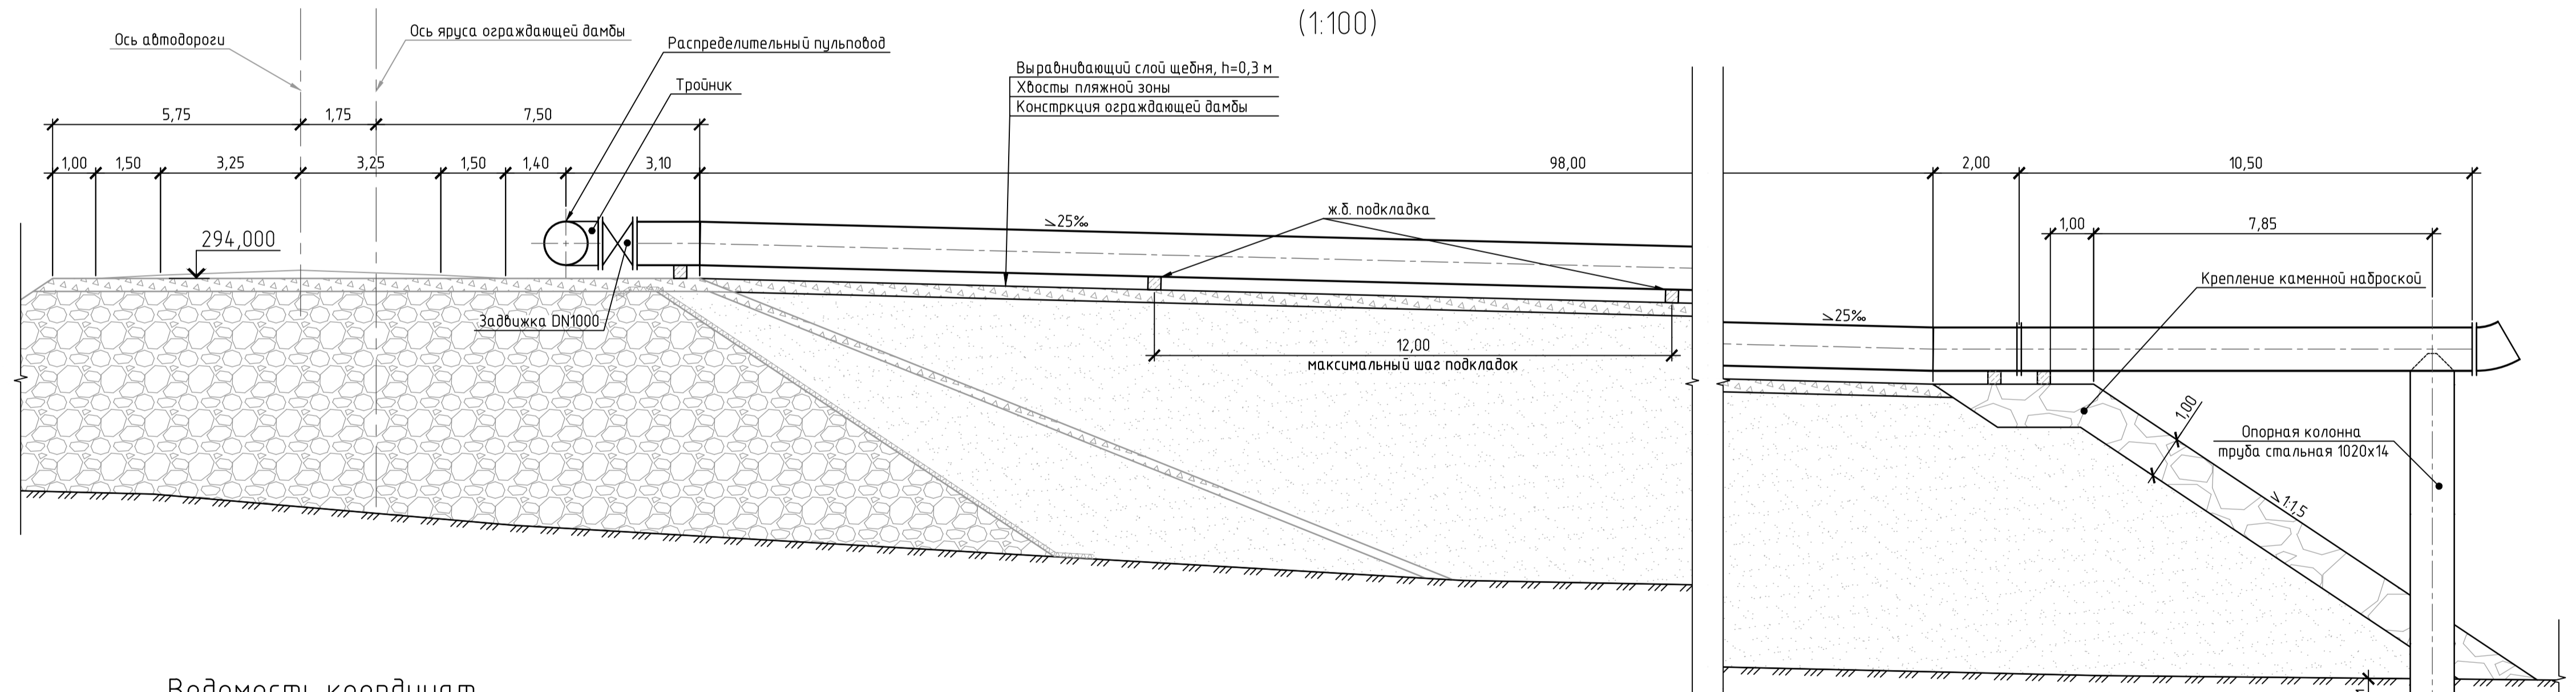 (1:100)
Ось автодороги
Ось яруса ограждающей дамбы
Распределительный пульповод
Тройник
Выравнивающий слой щебня, h=0,3 м
Хвосты пляжной зоны
Констркция ограждающей дамбы
5,75
1,75
7,50
1,00
1,50
3,25
3,25
1,50
1,40
3,10
98,00
2,00
10,50
1,00
7,85
294,000
≥25‰
ж.б. подкладка
Задвижка DN1000
12,00
максимальный шаг подкладок
≥25‰
Крепление каменной наброской
1,00
Опорная колонна
труба стальная 1020х14
≥1:1,5
Ведомость координат